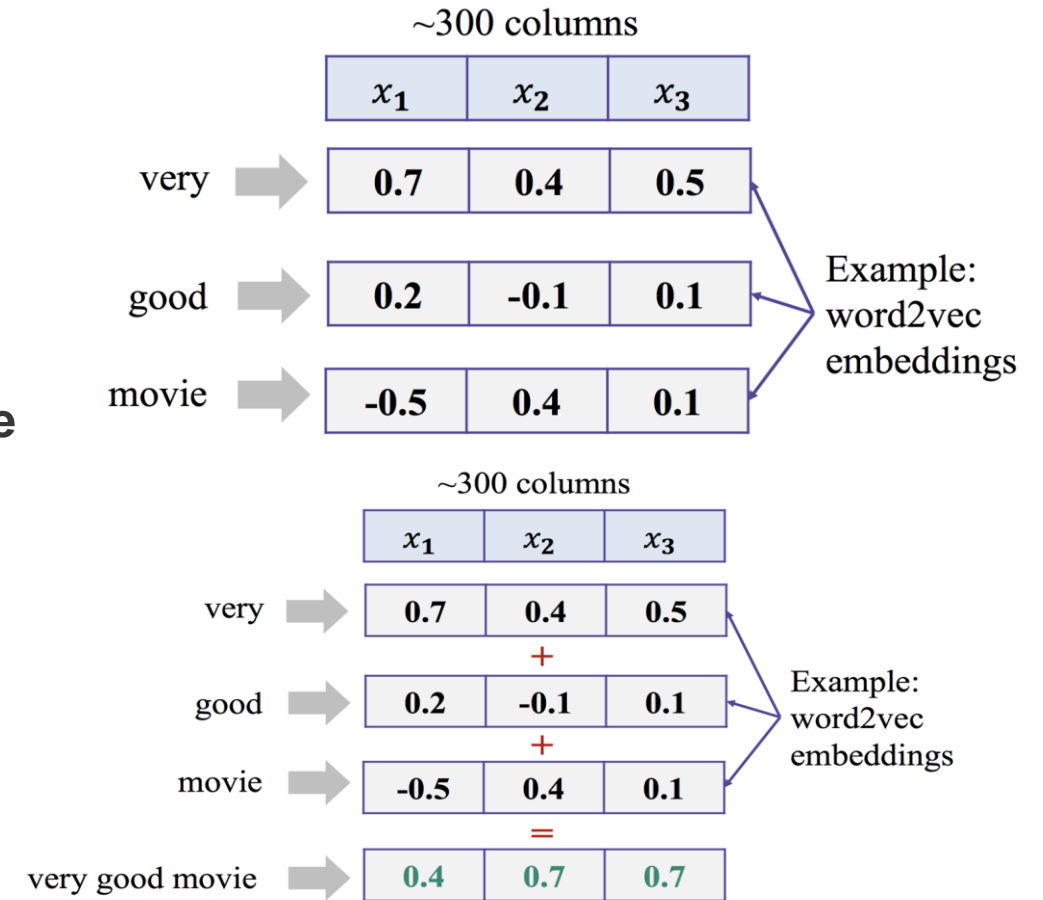 ~300 columns
x₁ x₂ x₃
very 0.7 0.4 0.5
good 0.2 -0.1 0.1
movie -0.5 0.4 0.1
Example:
word2vec
embeddings
e
~300 columns
x₁ x₂ x₃
very 0.7 0.4 0.5
+
good 0.2 -0.1 0.1
+
movie -0.5 0.4 0.1
=
very good movie 0.4 0.7 0.7
Example:
word2vec
embeddings